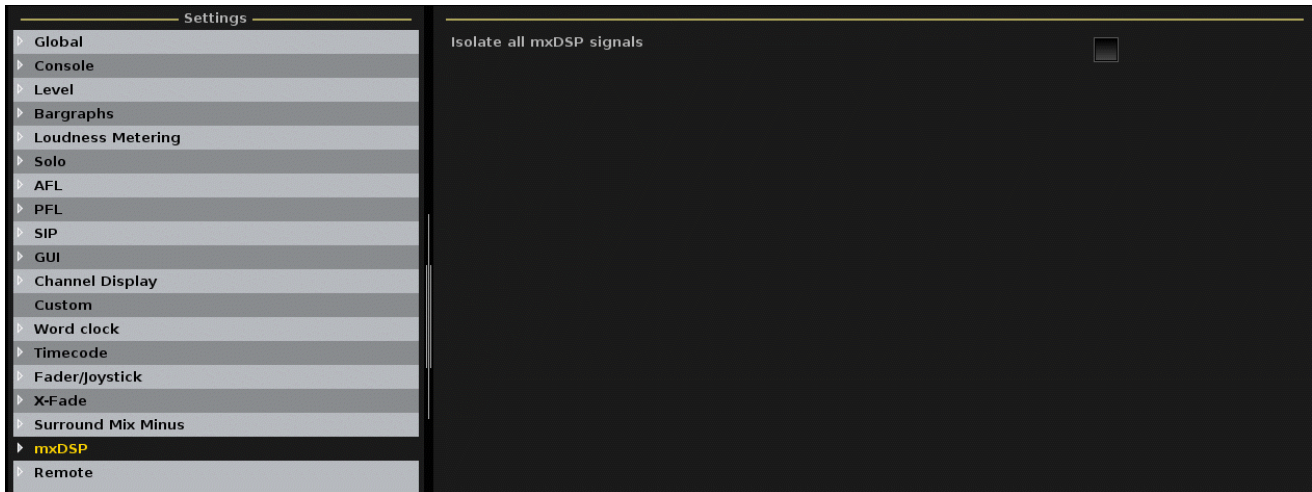 Settings
Global
Console
Level
Bargraphs
Loudness Metering
Solo
AFL
PFL
SIP
GUI
Channel Display
Custom
Word clock
Timecode
Fader/Joystick
X-Fade
Surround Mix Minus
mxDSP
Remote
Isolate all mxDSP signals